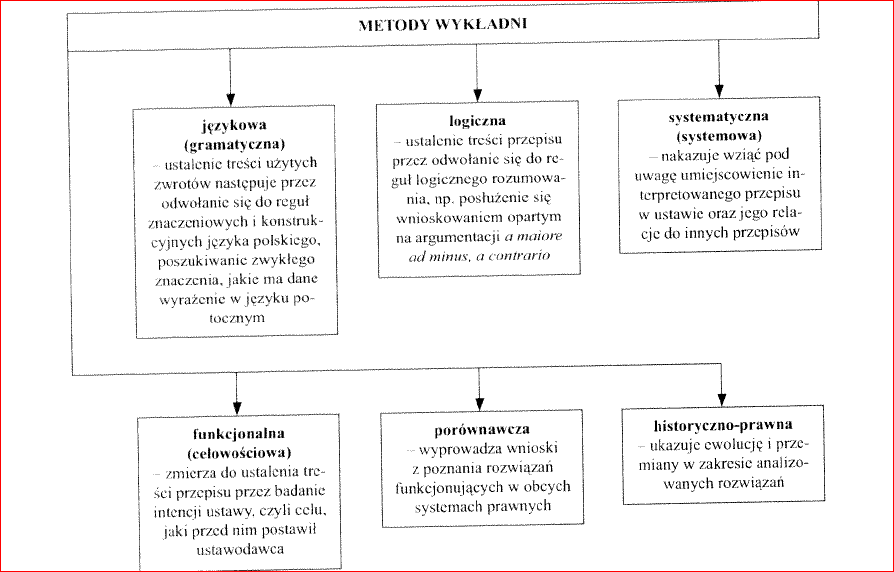 METODY WYKŁADNI
językowa
(gramatyczna)
– ustalenie treści użytych
zwrotów następuje przez
odwołanie się do reguł
znaczeniowych i konstruk-
cyjnych języka polskiego,
poszukiwanie zwykłego
znaczenia, jakie ma dane
wyrażenie w języku po-
tocznym
logiczna
– ustalenie treści przepisu
przez odwołanie się do re-
guł logicznego rozumowa-
nia, np. posłużenie się
wnioskowaniem opartym
na argumentacji a maiore
ad minus, a contrario
systematyczna
(systemowa)
– nakazuje wziąć pod
uwagę umiejscowienie in-
terpretowanego przepisu
w ustawie oraz jego rela-
cje do innych przepisów
funkcjonalna
(celowościowa)
– zmierza do ustalenia tre-
ści przepisu przez badanie
intencji ustawy, czyli celu,
jaki przed nim postawił
ustawodawca
porównawcza
– wyprowadza wnioski
z poznania rozwiązań
funkcjonujących w obcych
systemach prawnych
historyczno-prawna
– ukazuje ewolucję i prze-
miany w zakresie analizo-
wanych rozwiązań